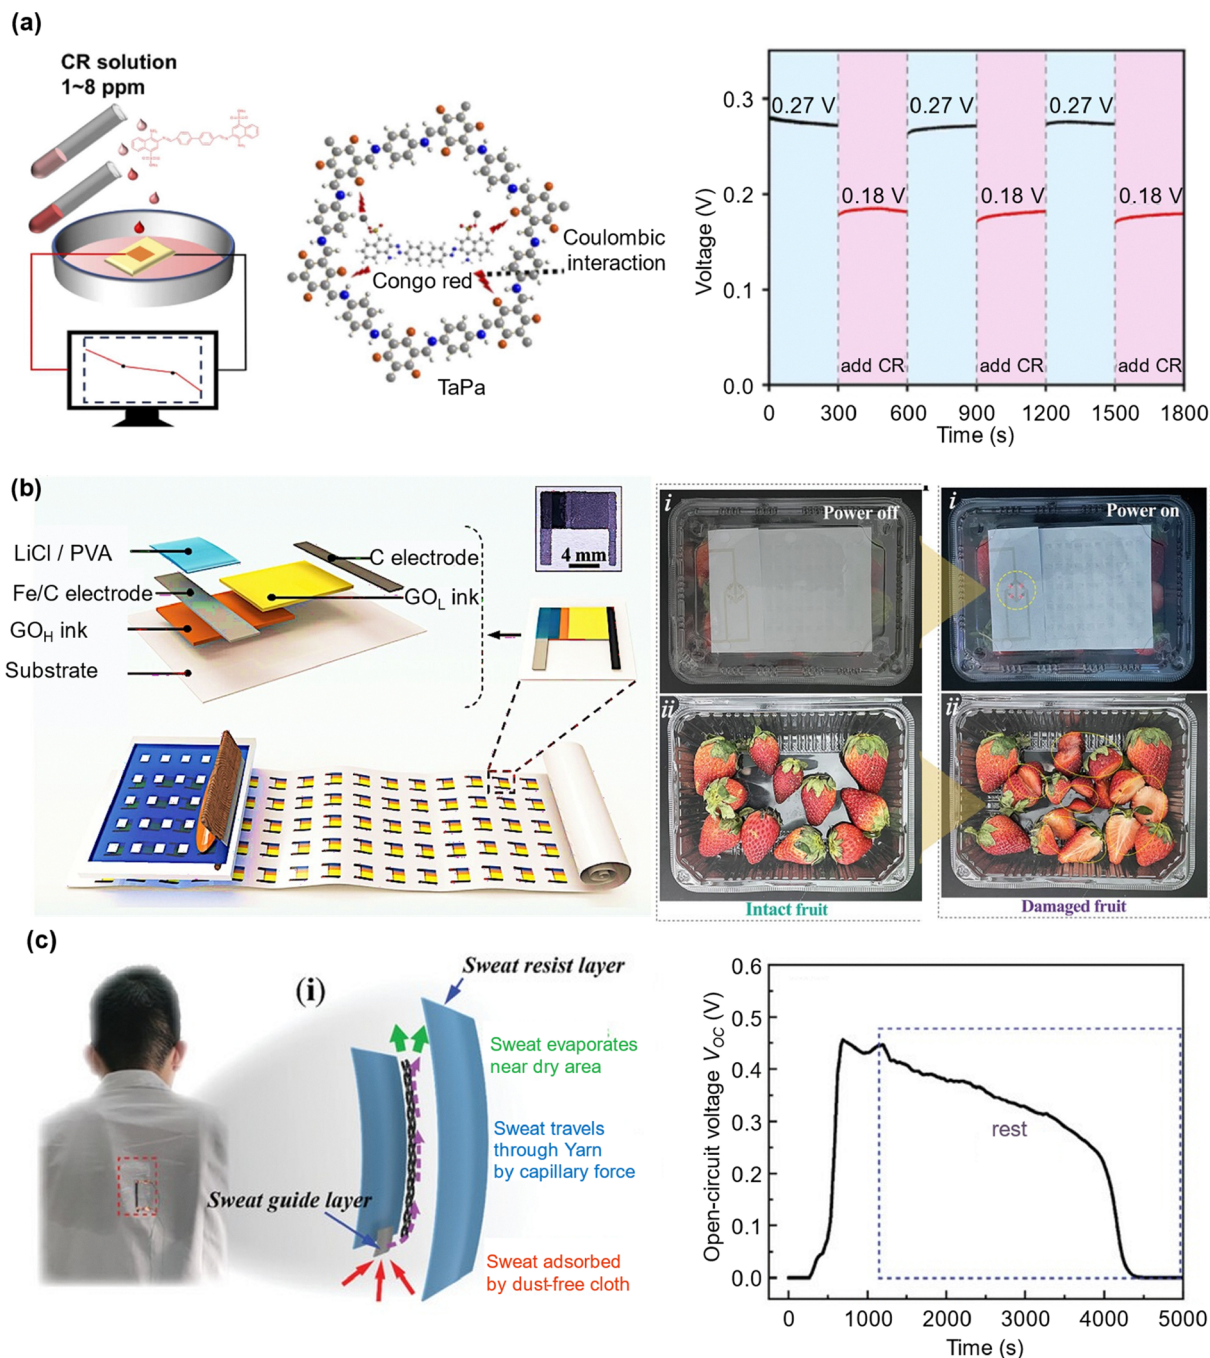 (a)
CR solution
1~8 ppm
Congo red
Coulombic
interaction
TaPa
Voltage (V)
0.3
0.2
0.1
0.0
0.27 V
0.27 V
0.27 V
0.18 V
0.18 V
0.18 V
add CR
add CR
add CR
0
300
600
900
1200
1500
1800
Time (s)
(b)
LiCl / PVA
Fe/C electrode
GOH ink
Substrate
C electrode
GOL ink
4 mm
i
Power off
i
Power on
ii
ii
Intact fruit
Damaged fruit
(c)
(i)
Sweat resist layer
Sweat evaporates
near dry area
Sweat travels
through Yarn
by capillary force
Sweat guide layer
Sweat adsorbed
by dust-free cloth
Open-circuit voltage VOC (V)
0.6
0.5
0.4
0.3
0.2
0.1
0.0
rest
0
1000
2000
3000
4000
5000
Time (s)